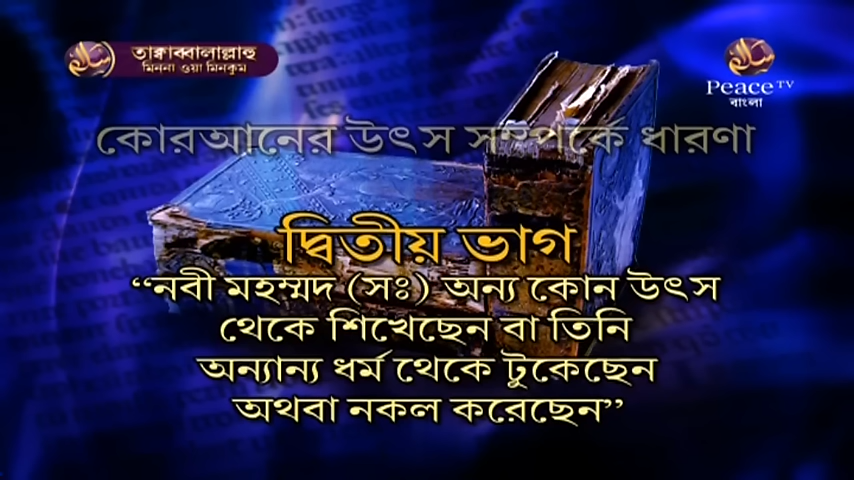 তাক্বাব্বালাল্লাহু
মিননা ওয়া মিনকুম
Peace TV
বাংলা
কোরআনের উৎস সম্পর্কে ধারণা
দ্বিতীয় ভাগ
“নবী মহম্মদ (সঃ) অন্য কোন উৎস
থেকে শিখেছেন বা তিনি
অন্যান্য ধর্ম থেকে টুকেছেন
অথবা নকল করেছেন”